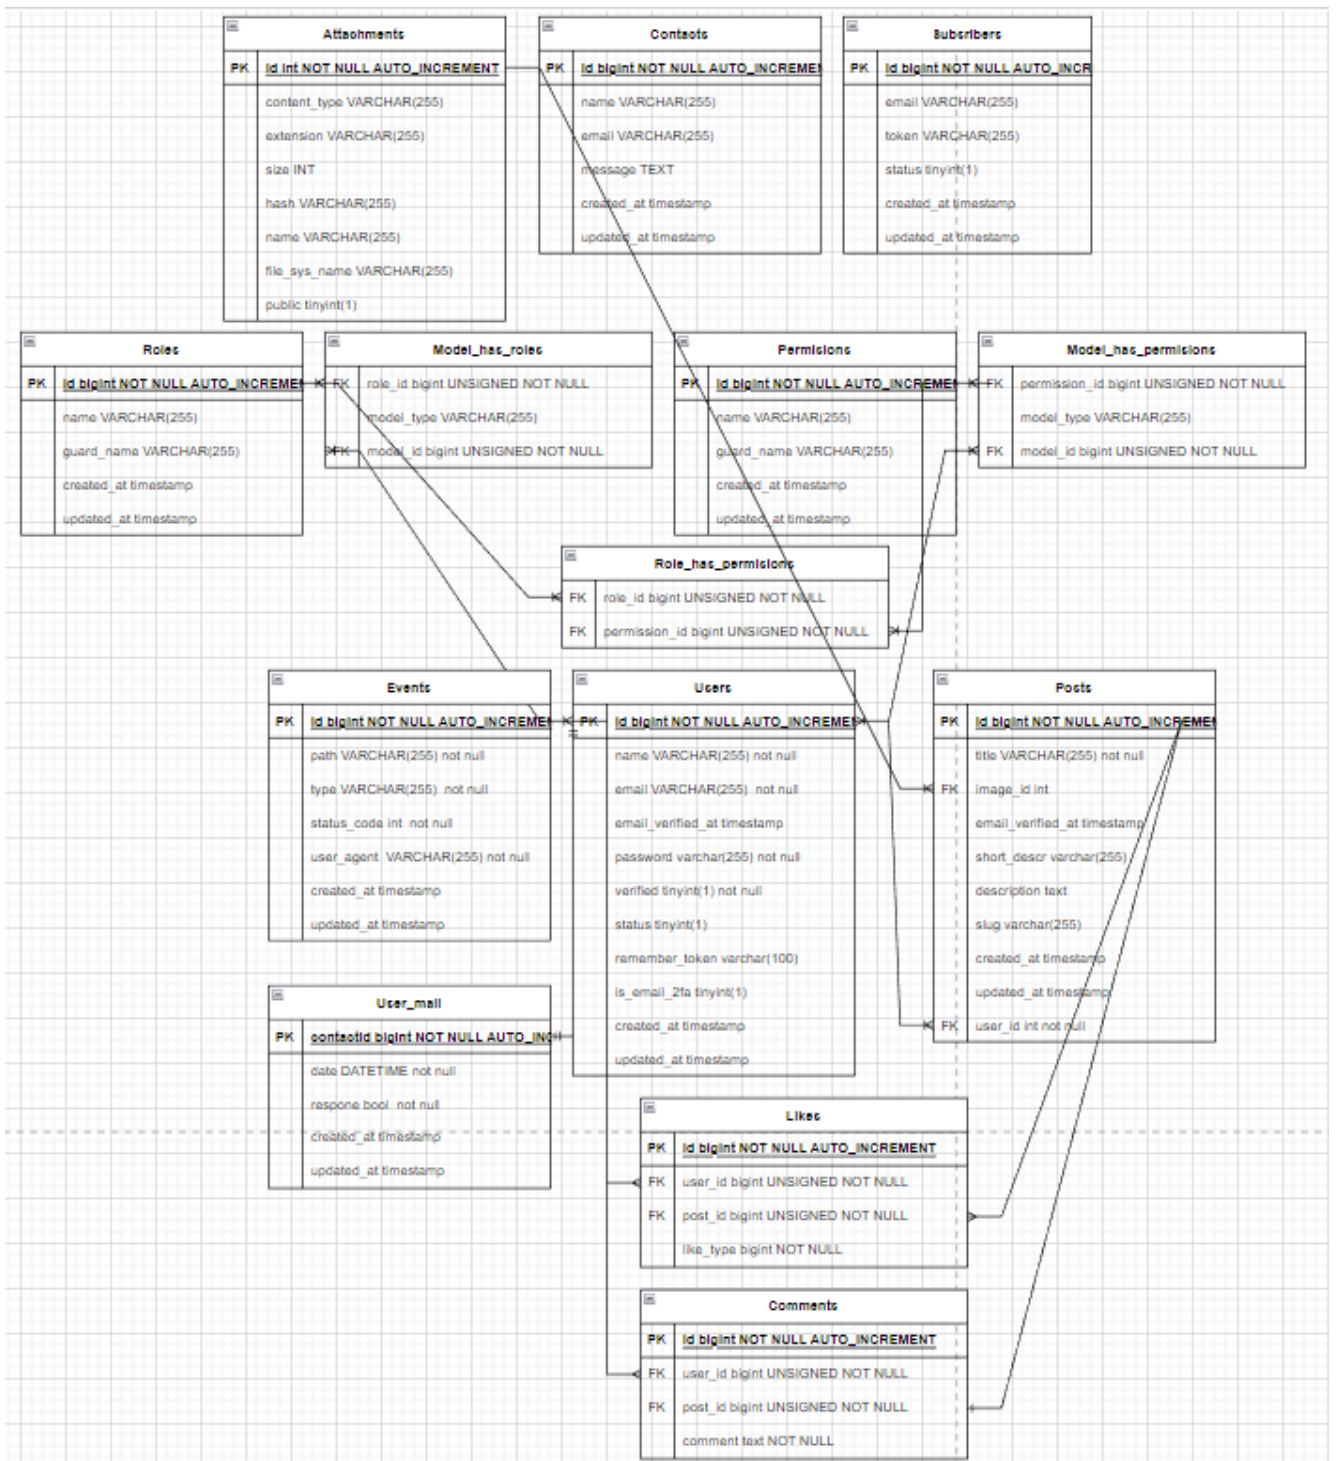 Attachments
PK id int NOT NULL AUTO_INCREMENT
content_type VARCHAR(255)
extension VARCHAR(255)
size INT
hash VARCHAR(255)
name VARCHAR(255)
file_sys_name VARCHAR(255)
public tinyint(1)
Contacts
PK id bigint NOT NULL AUTO_INCREMEN
name VARCHAR(255)
email VARCHAR(255)
message TEXT
created_at timestamp
updated_at timestamp
Subsribers
PK id bigint NOT NULL AUTO_INCR
email VARCHAR(255)
token VARCHAR(255)
status tinyint(1)
created_at timestamp
updated_at timestamp
Roles
PK id bigint NOT NULL AUTO_INCREMEN
name VARCHAR(255)
guard_name VARCHAR(255)
created_at timestamp
updated_at timestamp
Model_has_roles
FK role_id bigint UNSIGNED NOT NULL
model_type VARCHAR(255)
FK model_id bigint UNSIGNED NOT NULL
Permisions
PK id bigint NOT NULL AUTO_INCREMEN
name VARCHAR(255)
guard_name VARCHAR(255)
created_at timestamp
updated_at timestamp
Model_has_permisions
FK permission_id bigint UNSIGNED NOT NULL
model_type VARCHAR(255)
FK model_id bigint UNSIGNED NOT NULL
Role_has_permisions
FK role_id bigint UNSIGNED NOT NULL
FK permission_id bigint UNSIGNED NOT NULL
Events
PK id bigint NOT NULL AUTO_INCREMEN
path VARCHAR(255) not null
type VARCHAR(255) not null
status_code int not null
user_agent VARCHAR(255) not null
created_at timestamp
updated_at timestamp
Users
PK id bigint NOT NULL AUTO_INCREMEN
name VARCHAR(255) not null
email VARCHAR(255) not null
email_verified_at timestamp
password varchar(255) not null
verified tinyint(1) not null
status tinyint(1)
remember_token varchar(100)
is_email_2fa tinyint(1)
created_at timestamp
updated_at timestamp
Posts
PK id bigint NOT NULL AUTO_INCREMEN
title VARCHAR(255) not null
FK image_id int
email_verified_at timestamp
short_descr varchar(255)
description text
slug varchar(255)
created_at timestamp
updated_at timestamp
FK user_id int not null
User_mail
PK contactId bigint NOT NULL AUTO_INC
date DATETIME not null
respone bool not null
created_at timestamp
updated_at timestamp
Likes
PK id bigint NOT NULL AUTO_INCREMENT
FK user_id bigint UNSIGNED NOT NULL
FK post_id bigint UNSIGNED NOT NULL
like_type bigint NOT NULL
Comments
PK id bigint NOT NULL AUTO_INCREMENT
FK user_id bigint UNSIGNED NOT NULL
FK post_id bigint UNSIGNED NOT NULL
comment text NOT NULL